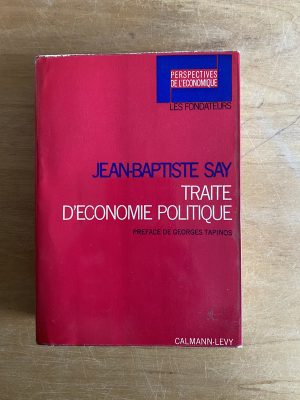 PERSPECTIVES
DE L'ECONOMIQUE
LES FONDATEURS
JEAN-BAPTISTE SAY
TRAITE
D'ECONOMIE POLITIQUE
PREFACE DE GEORGES TAPINOS
CALMANN-LEVY